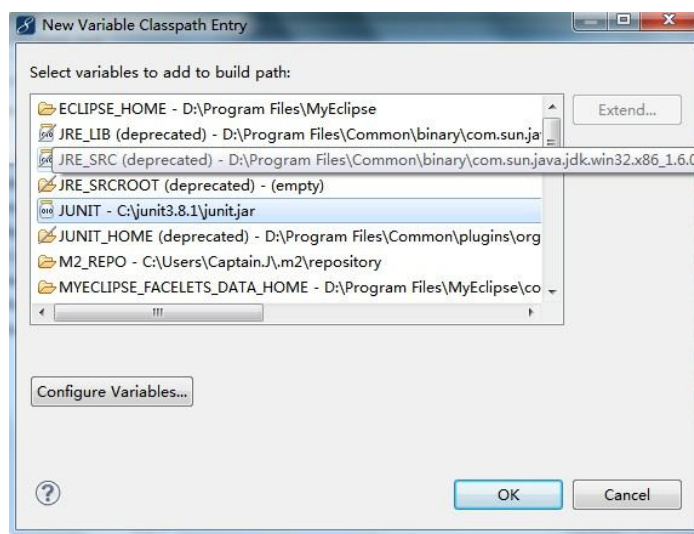 New Variable Classpath Entry
Select variables to add to build path:
ECLIPSE_HOME - D:\Program Files\MyEclipse
Extend...
JRE_LIB (deprecated) - D:\Program Files\Common\binary\com.sun.ja
JRE_SRC (deprecated) - D:\Program Files\Common\binary\com.sun.java.jdk.win32.x86_1.6.0
JRE_SRCROOT (deprecated) - (empty)
JUNIT - C:\junit3.8.1\junit.jar
JUNIT_HOME (deprecated) - D:\Program Files\Common\plugins\org
M2_REPO - C:\Users\Captain.J\.m2\repository
MYECLIPSE_FACELETS_DATA_HOME - D:\Program Files\MyEclipse\co
Configure Variables...
OK
Cancel